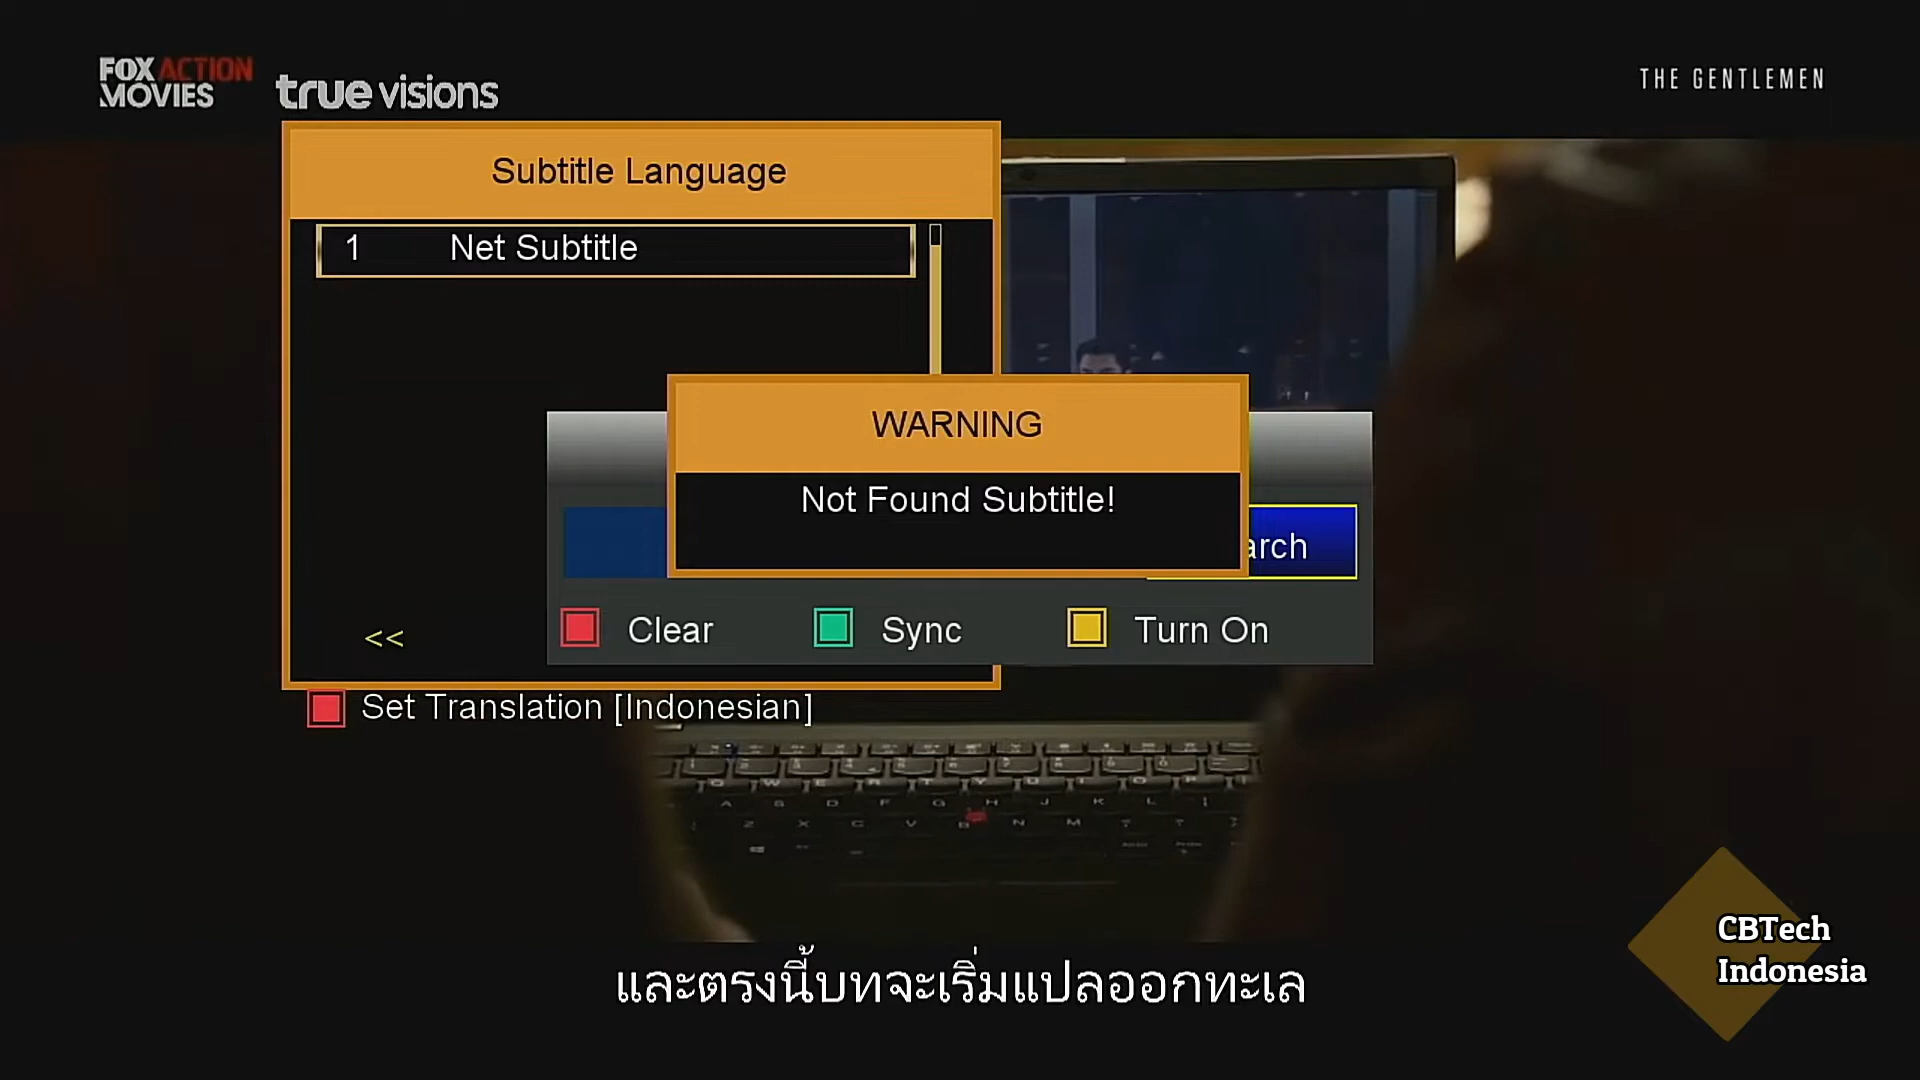 FOX ACTION
MOVIES
true visions
THE GENTLEMEN
Subtitle Language
1 Net Subtitle
WARNING
Not Found Subtitle!
arch
Clear
Sync
Turn On
<<
Set Translation [Indonesian]
และตรงนี้บทจะเริ่มแปลออกทะเล
CBTech
Indonesia